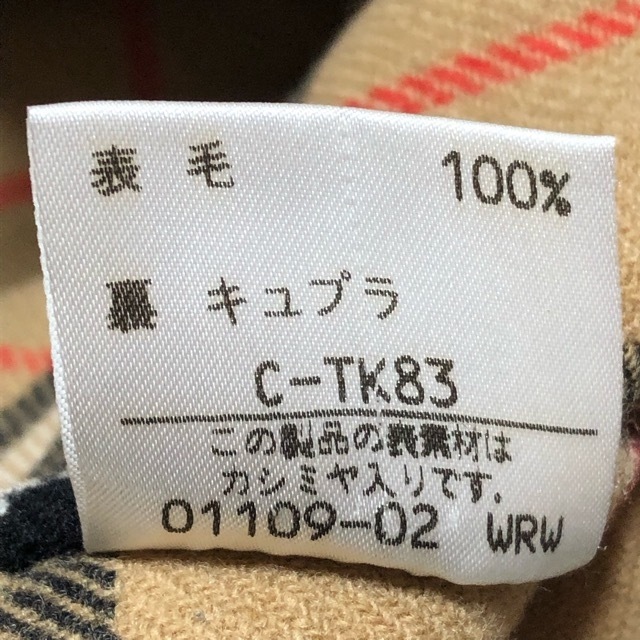 表 毛 100%
裏 キュプラ
C-TK83
この製品の表素材は
カシミヤ入りです.
01109-02 WRW